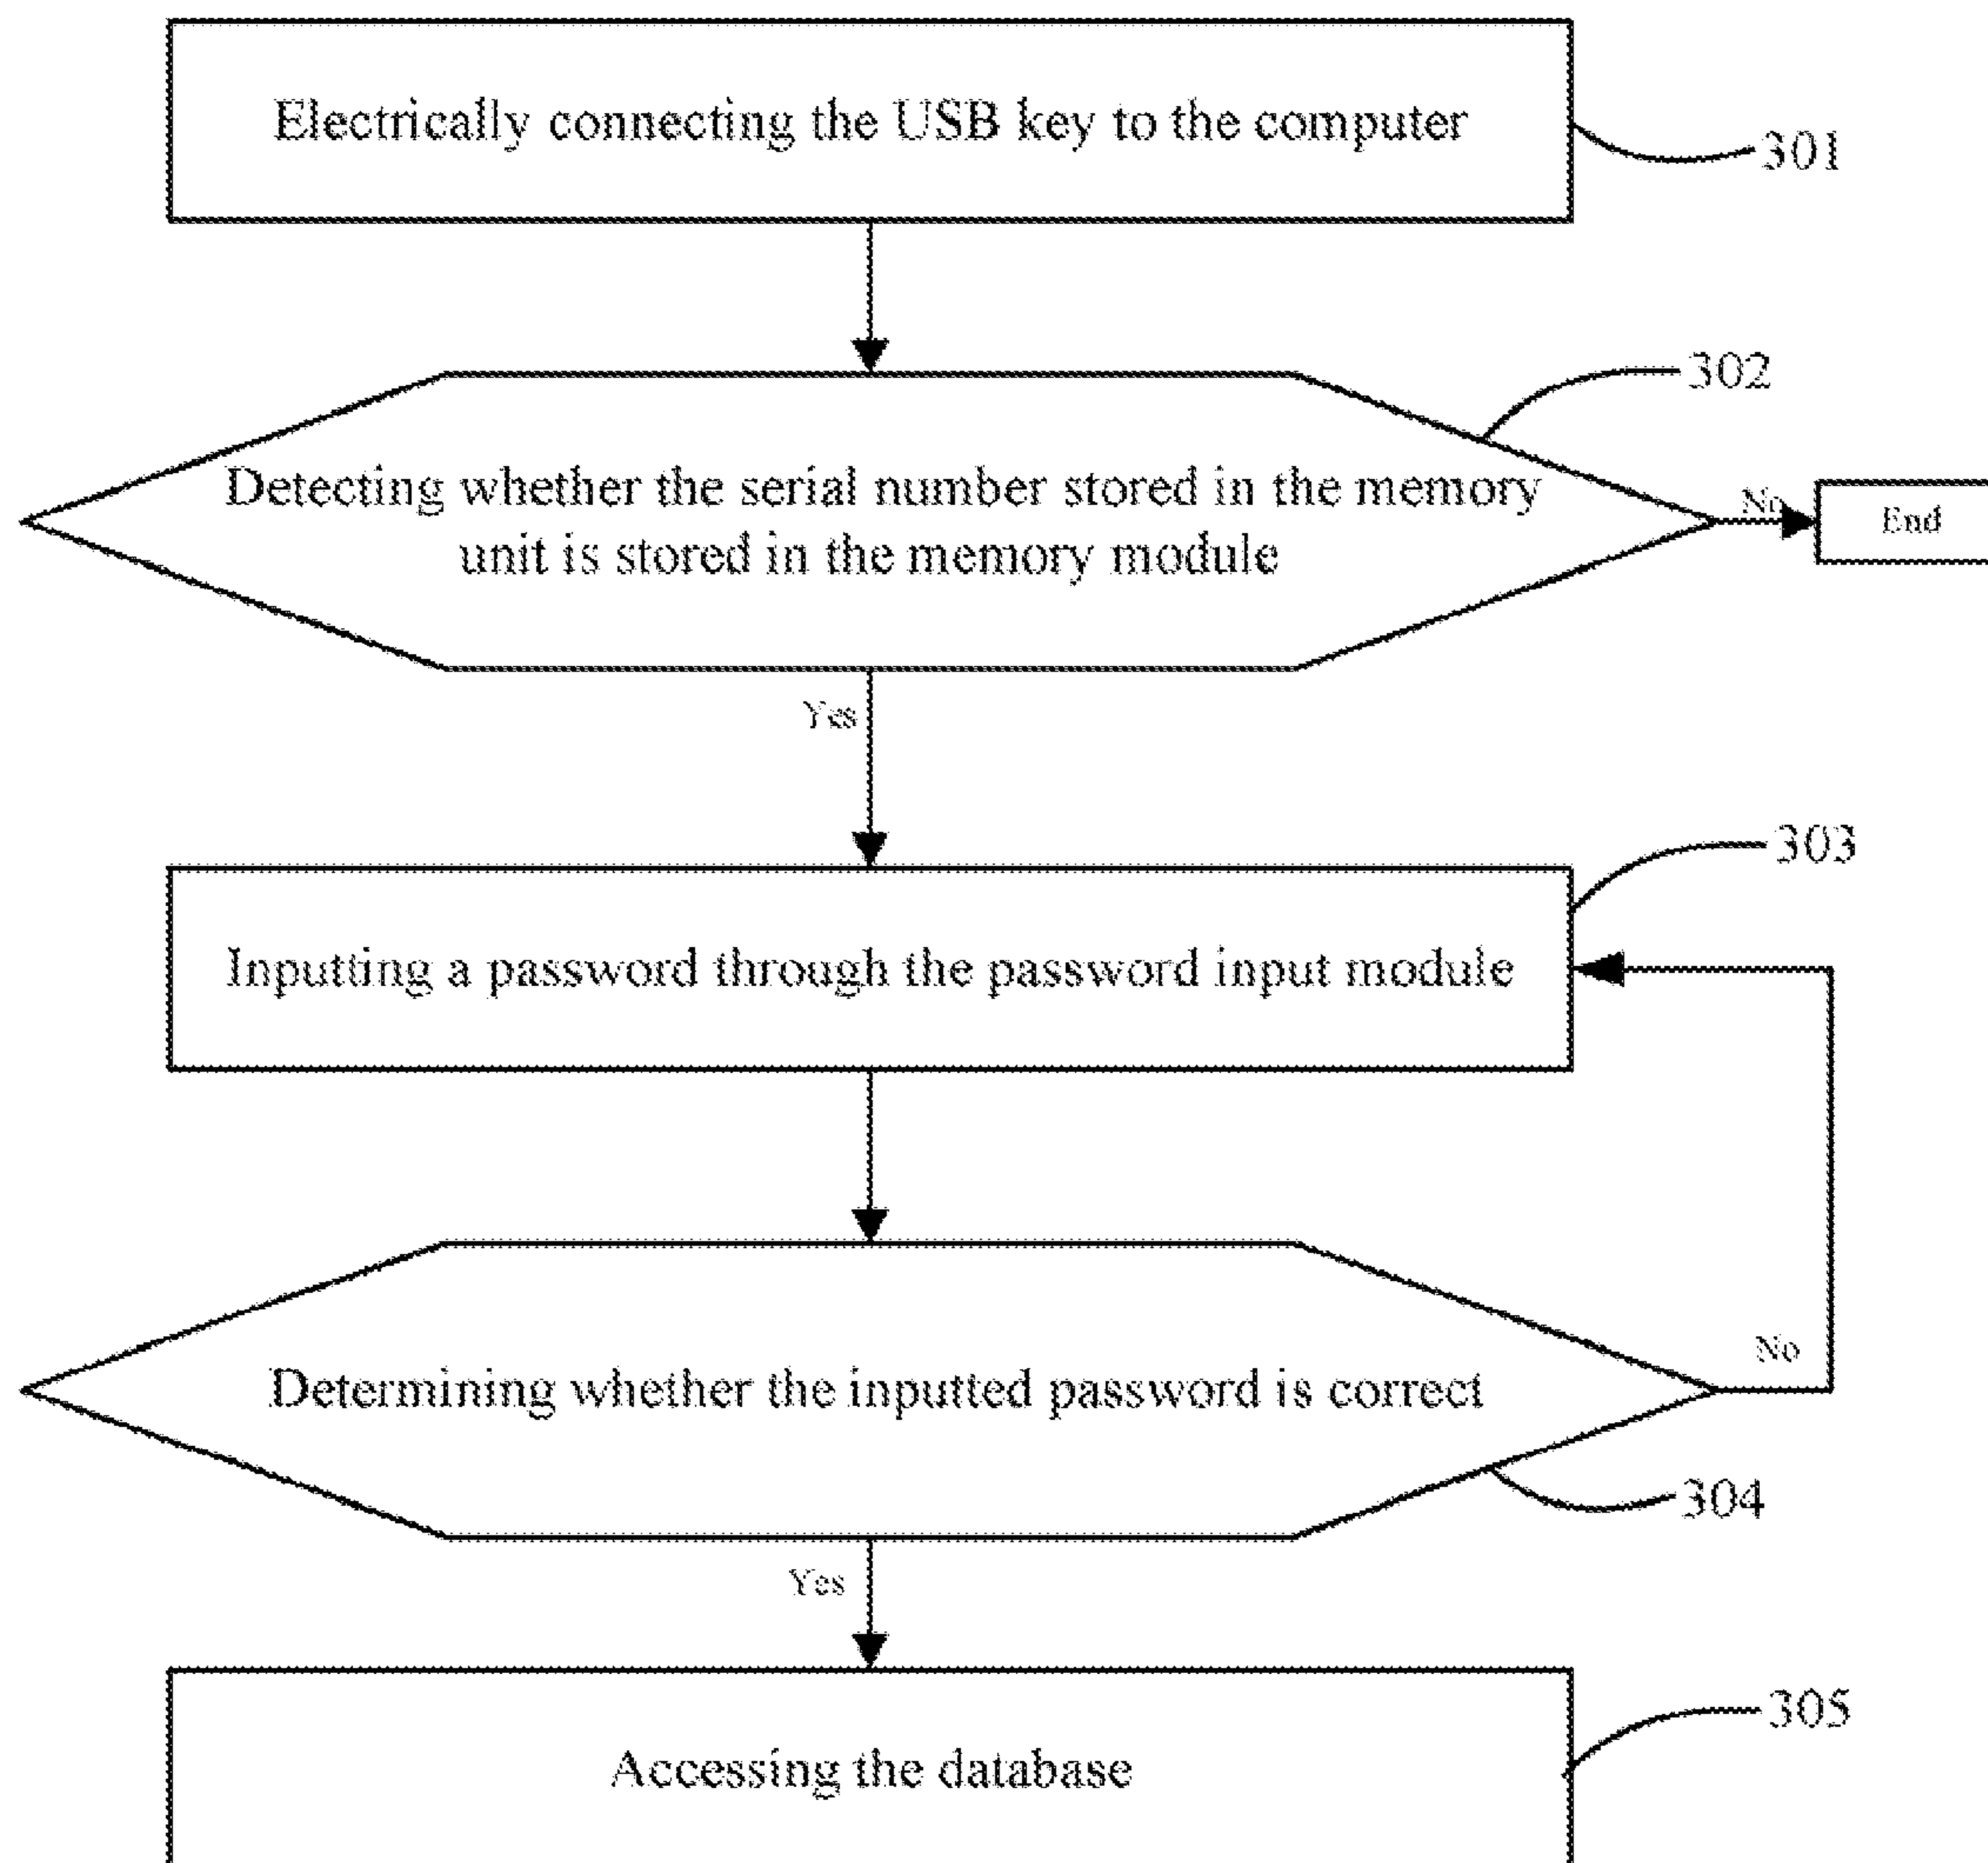 Electrically connecting the USB key to the computer
301
302
Detecting whether the serial number stored in the memory
unit is stored in the memory module
No
End
Yes
303
Inputting a password through the password input module
Determining whether the inputted password is correct
No
304
Yes
305
Accessing the database